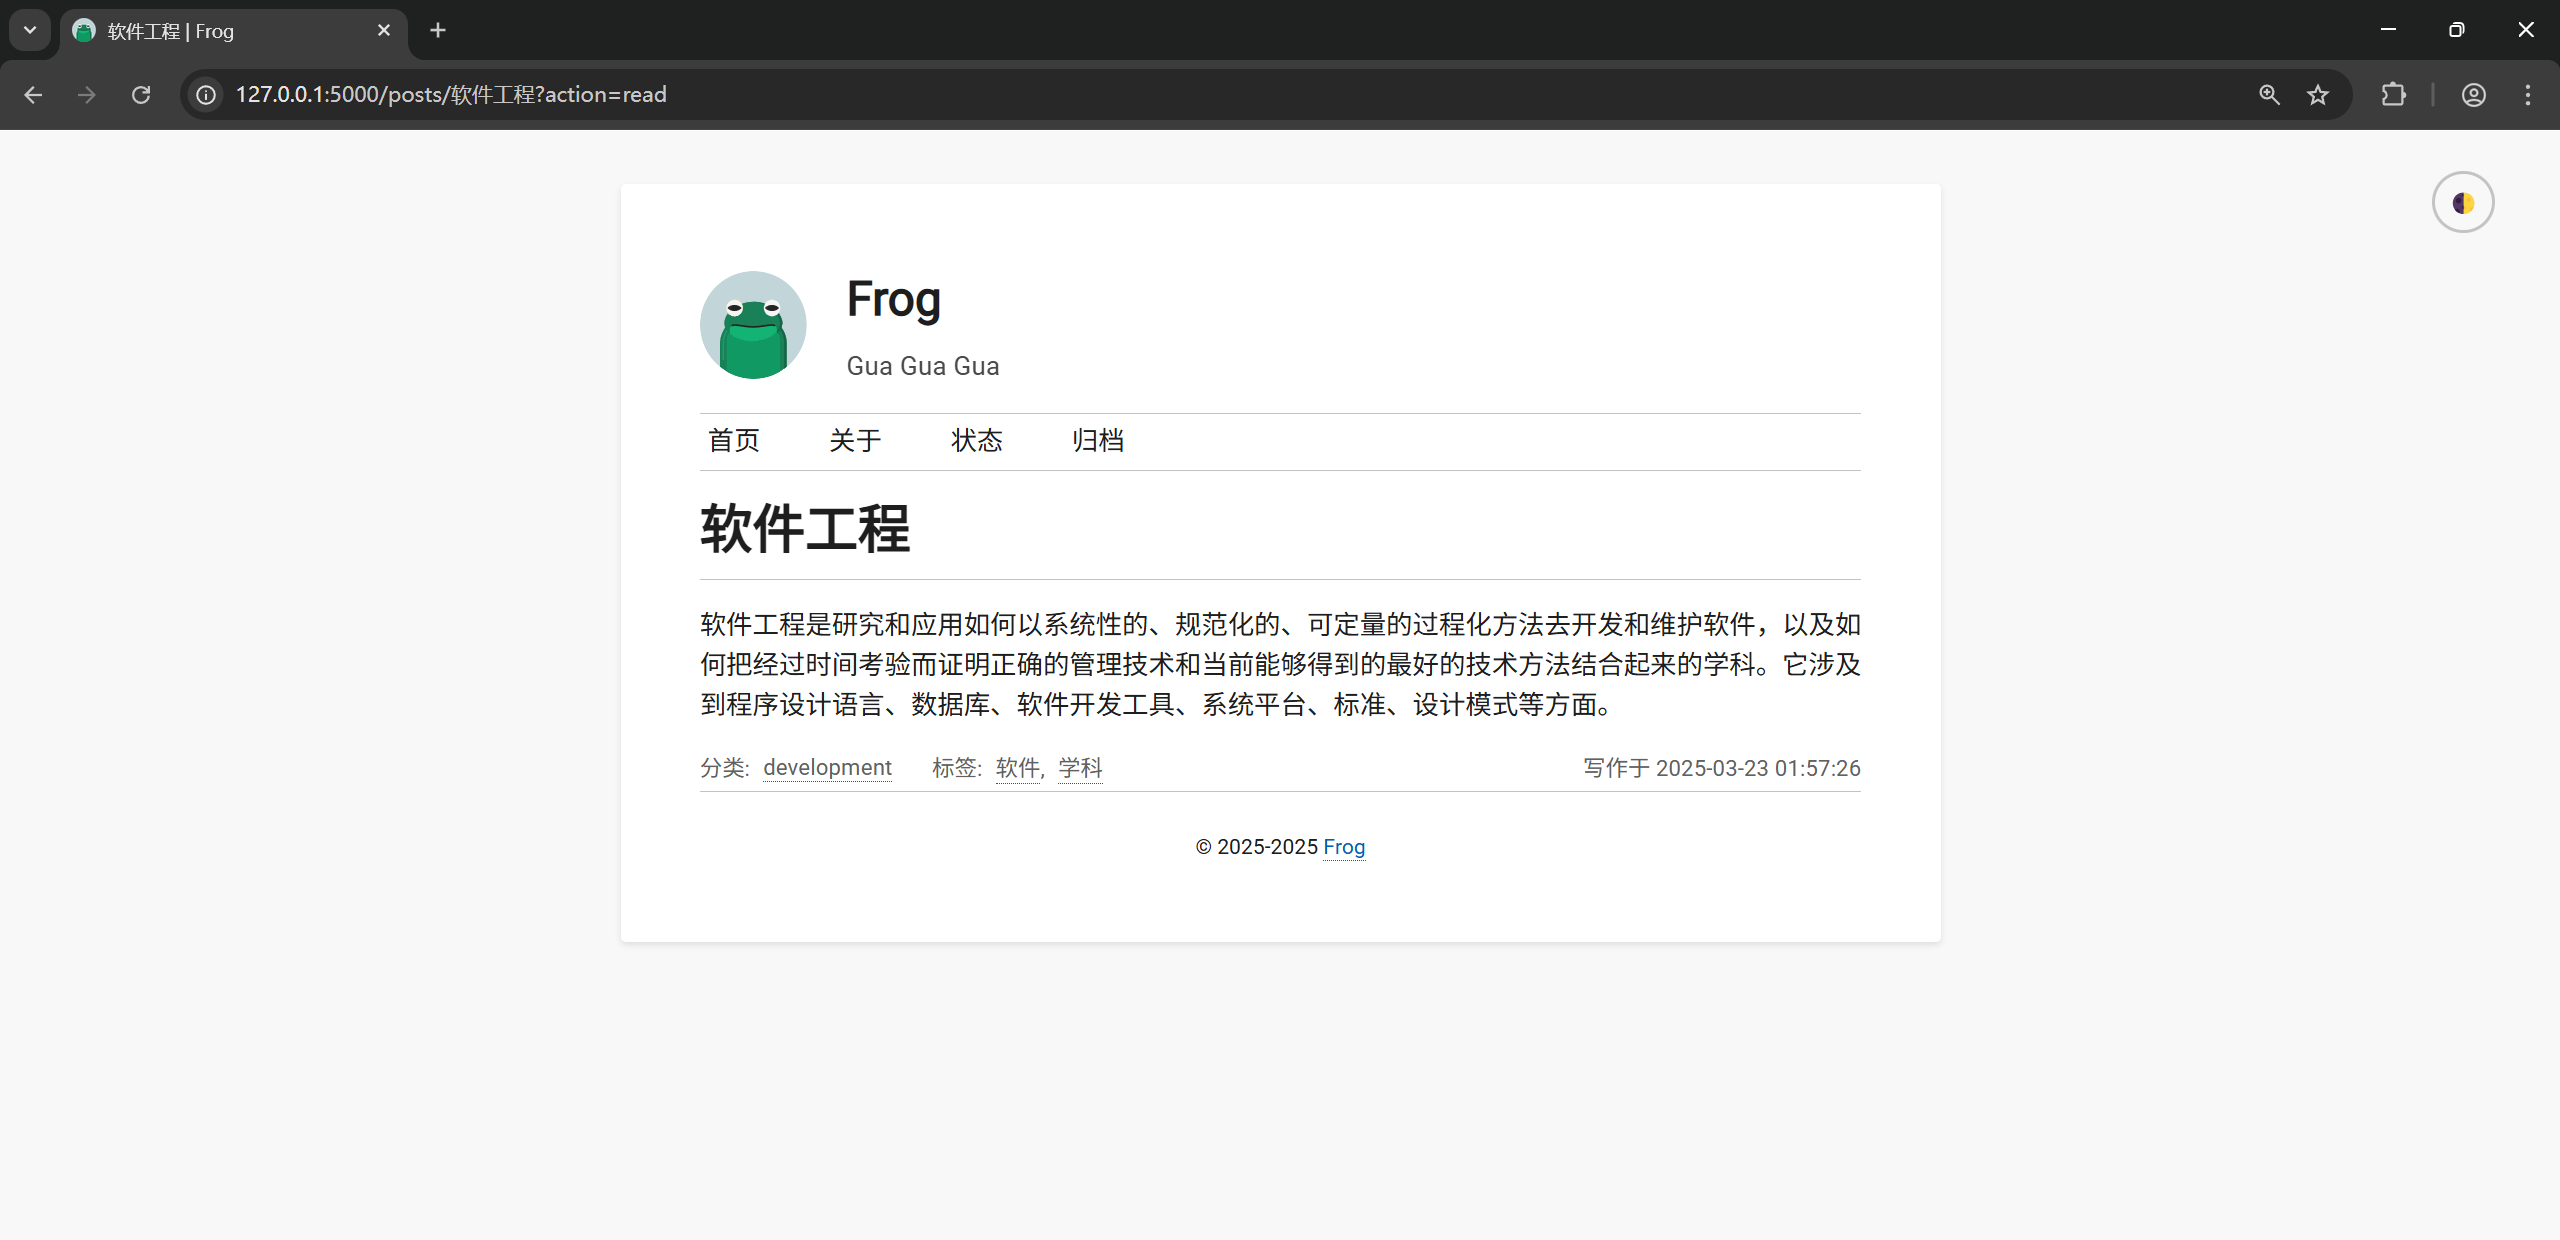 软件工程 | Frog
127.0.0.1:5000/posts/软件工程?action=read
Frog
Gua Gua Gua
首页 关于 状态 归档
软件工程
软件工程是研究和应用如何以系统性的、规范化的、可定量的过程化方法去开发和维护软件，以及如
何把经过时间考验而证明正确的管理技术和当前能够得到的最好的技术方法结合起来的学科。它涉及
到程序设计语言、数据库、软件开发工具、系统平台、标准、设计模式等方面。
分类: development 标签: 软件, 学科 写作于 2025-03-23 01:57:26
© 2025-2025 Frog